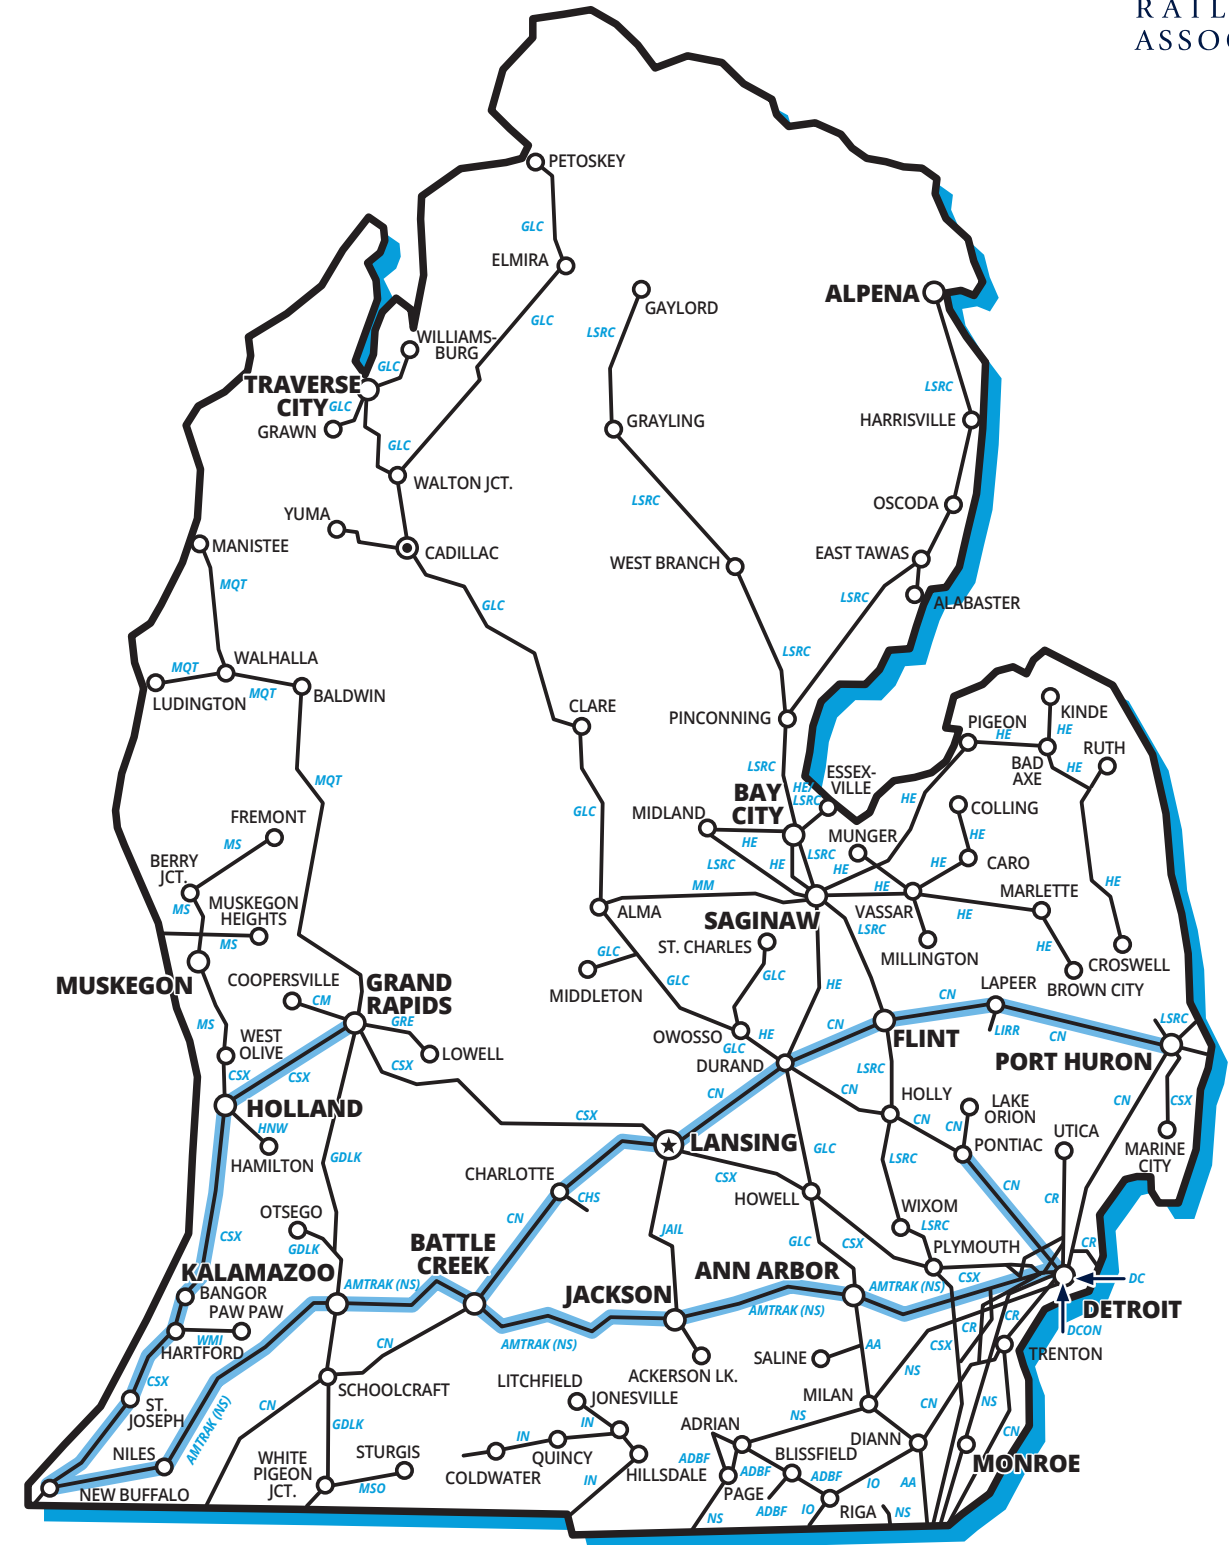 RAIL
ASSO
PETOSKEY
GLC
ELMIRA
GLC
GAYLORD
LSRC
ALPENA
WILLIAMS-
BURG
GLC
TRAVERSE
CITY
GLC
GRAWN
GLC
LSRC
HARRISVILLE
GRAYLING
WALTON JCT.
LSRC
OSCODA
YUMA
CADILLAC
MANISTEE
EAST TAWAS
WEST BRANCH
MQT
GLC
LSRC
ALABASTER
LSRC
WALHALLA
MQT
MQT
LUDINGTON
BALDWIN
CLARE
PINCONNING
KINDE
PIGEON
HE
HE
RUTH
BAD
AXE
HE
LSRC
MQT
ESSEX-
VILLE
HE/
LSRC
BAY
CITY
HE
COLLING
GLC
MIDLAND
FREMONT
MS
HE
LSRC
MUNGER
HE
BERRY
JCT.
LSRC
HE
HE
HE
CARO
HE
HE
MM
MARLETTE
MS
MUSKEGON
HEIGHTS
MS
ALMA
SAGINAW
VASSAR
LSRC
HE
HE
MILLINGTON
CROSWELL
ST. CHARLES
GLC
GLC
GLC
HE
MIDDLETON
BROWN CITY
LAPEER
CN
MUSKEGON
COOPERSVILLE
CM
GRAND
RAPIDS
GRE
LOWELL
CSX
MS
WEST
OLIVE
CSX
CSX
OWOSSO
HE
GLC
DURAND
CN
FLINT
LIRR
CN
LSRC
PORT HURON
LSRC
CN
CN
CN
CSX
HOLLAND
HNW
HAMILTON
GDLK
CSX
LANSING
HOLLY
CN
LAKE
ORION
CN
PONTIAC
UTICA
MARINE
CITY
GLC
LSRC
CN
CR
CHARLOTTE
CHS
CN
CSX
HOWELL
WIXOM
LSRC
OTSEGO
GDLK
CSX
JAIL
GLC
CSX
PLYMOUTH
CR
BATTLE
CREEK
KALAMAZOO
AMTRAK (NS)
BANGOR
PAW PAW
WMI
HARTFORD
ANN ARBOR
AMTRAK (NS)
CSX
DC
JACKSON
AMTRAK (NS)
AMTRAK (NS)
DETROIT
CR
CR
DCON
TRENTON
CN
ACKERSON LK.
SALINE
AA
CSX
NS
CSX
ST.
JOSEPH
AMTRAK (NS)
CN
SCHOOLCRAFT
GDLK
LITCHFIELD
JONESVILLE
IN
IN
MILAN
NS
CN
NS
CN
ADRIAN
BLISSFIELD
DIANN
NILES
NEW BUFFALO
WHITE
PIGEON
JCT.
STURGIS
MSO
COLDWATER
QUINCY
HILLSDALE
IN
ADBF
ADBF
ADBF
PAGE
ADBF
IO
IO
AA
MONROE
NS
RIGA
NS